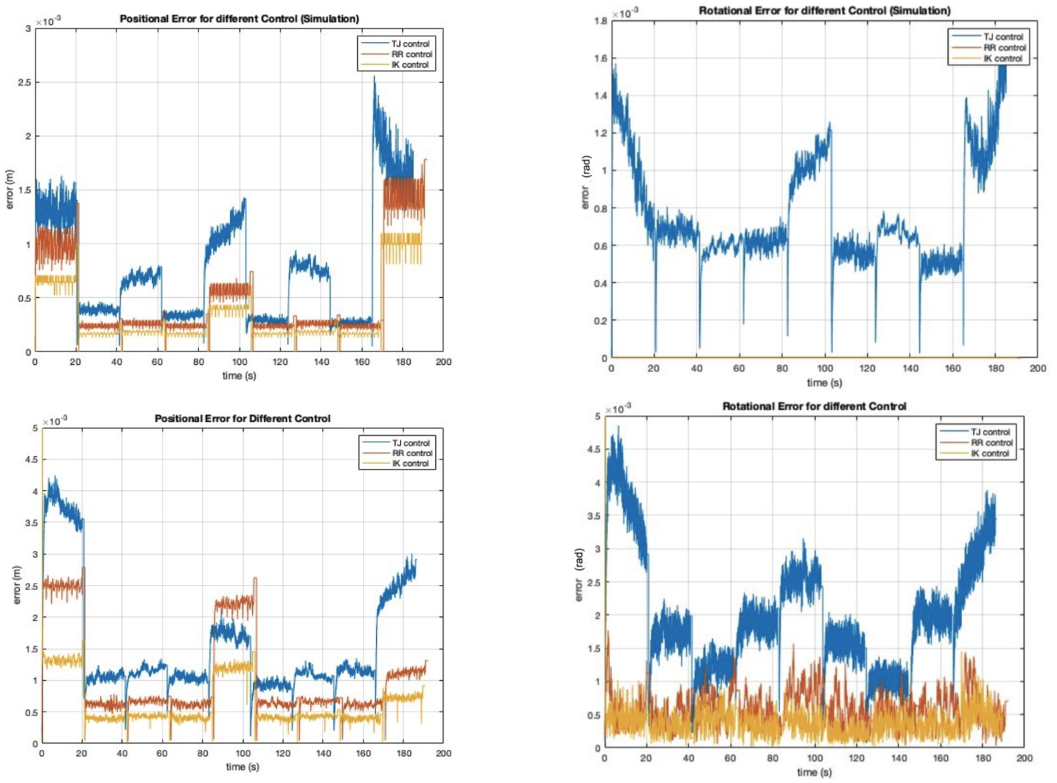 Positional Error for different Control (Simulation)
×10⁻³
3
2.5
2
1.5
1
0.5
0
error (m)
0 20 40 60 80 100 120 140 160 180 200
time (s)
TJ control
RR control
IK control
Rotational Error for different Control (Simulation)
×10⁻³
1.8
1.6
1.4
1.2
1
0.8
0.6
0.4
0.2
0
error (rad)
0 20 40 60 80 100 120 140 160 180 200
time (s)
TJ control
RR control
IK control
Positional Error for Different Control
×10⁻³
5
4.5
4
3.5
3
2.5
2
1.5
1
0.5
0
error (m)
0 20 40 60 80 100 120 140 160 180 200
time (s)
TJ control
RR control
IK control
Rotational Error for different Control
×10⁻³
5
4.5
4
3.5
3
2.5
2
1.5
1
0.5
0
error (rad)
0 20 40 60 80 100 120 140 160 180 200
time (s)
TJ control
RR control
IK control